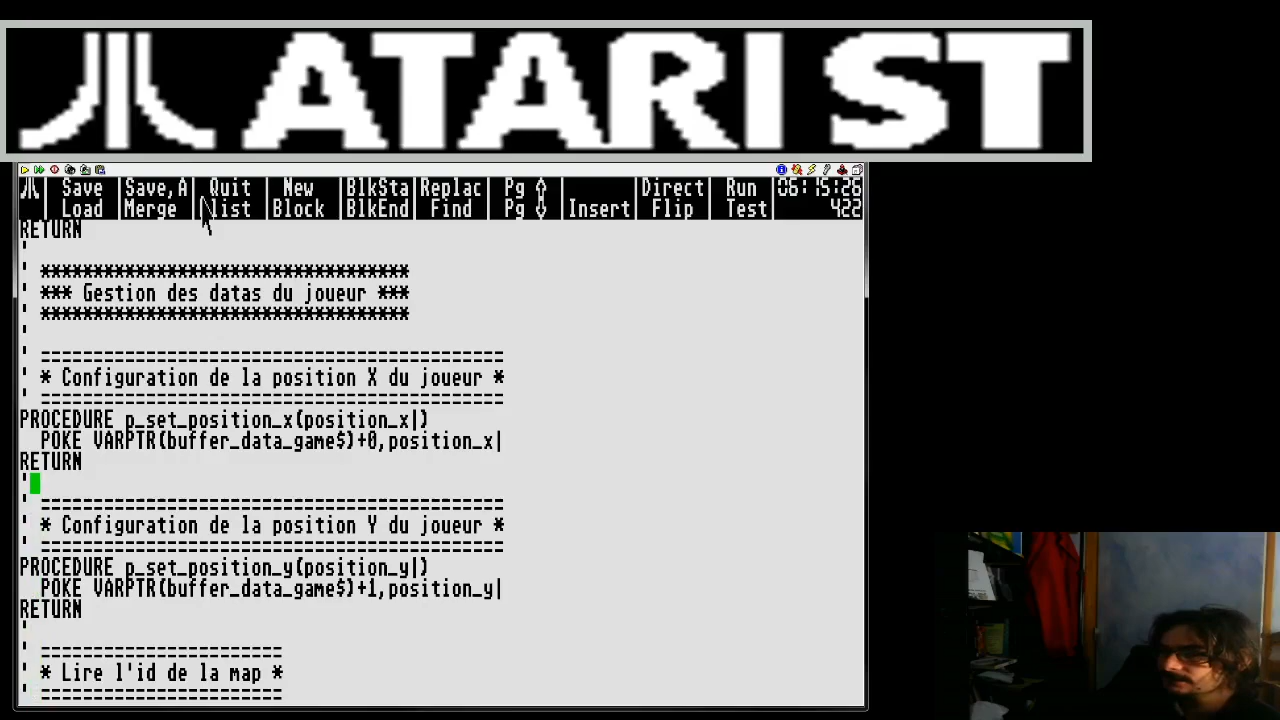 ATARI ST
Save Save,A Quit New BlkSta Replac Pg ⇧ Direct Run 06:15:26
Load Merge llist Block BlkEnd Find Pg ⇩ Insert Flip Test 422
RETURN
'
' ***********************************
' *** Gestion des datas du joueur ***
' ***********************************
'
' ============================================
' * Configuration de la position X du joueur *
' ============================================
PROCEDURE p_set_position_x(position_x|)
POKE VARPTR(buffer_data_game$)+0,position_x|
RETURN
'
' ============================================
' * Configuration de la position Y du joueur *
' ============================================
PROCEDURE p_set_position_y(position_y|)
POKE VARPTR(buffer_data_game$)+1,position_y|
RETURN
'
' =======================
' * Lire l'id de la map *
' =======================